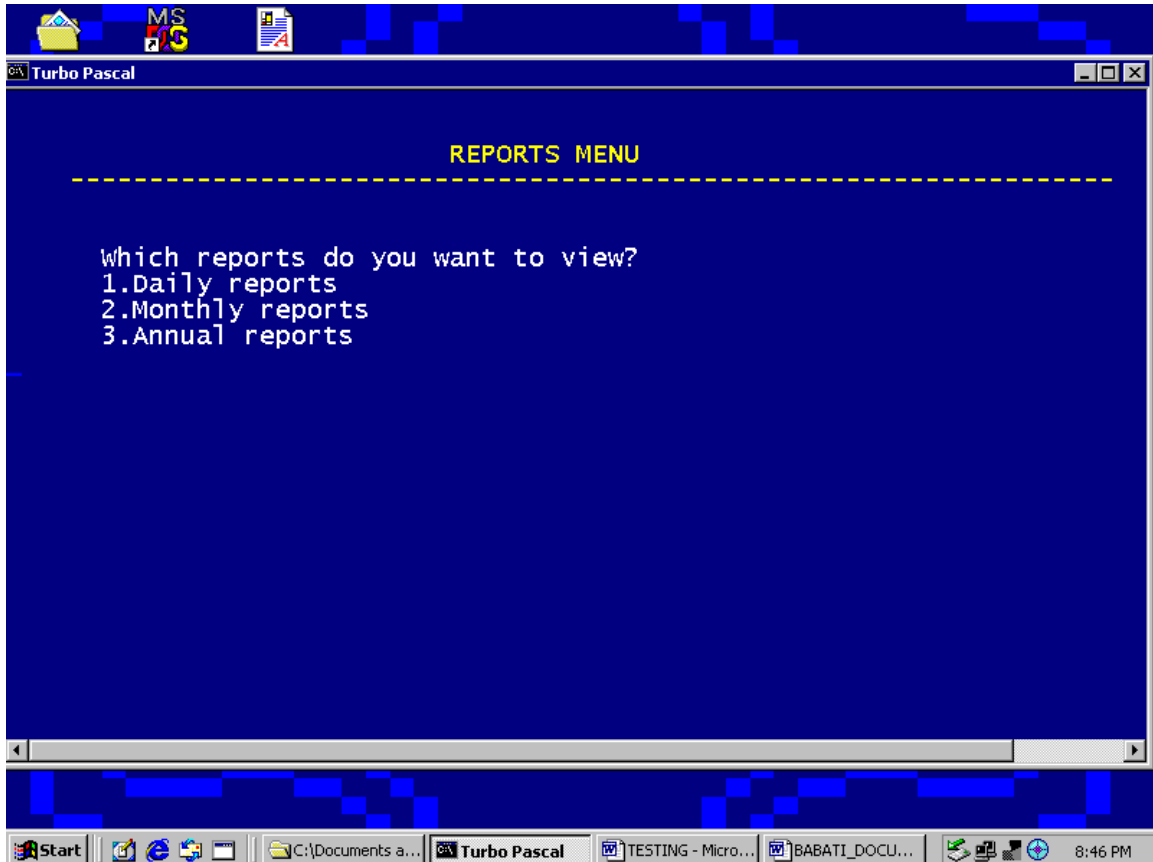 MS
Turbo Pascal
REPORTS MENU
--------------------------------------------------------------------
Which reports do you want to view?
1.Daily reports
2.Monthly reports
3.Annual reports
Start C:\Documents a... Turbo Pascal TESTING - Micro... BABATI_DOCU... 8:46 PM